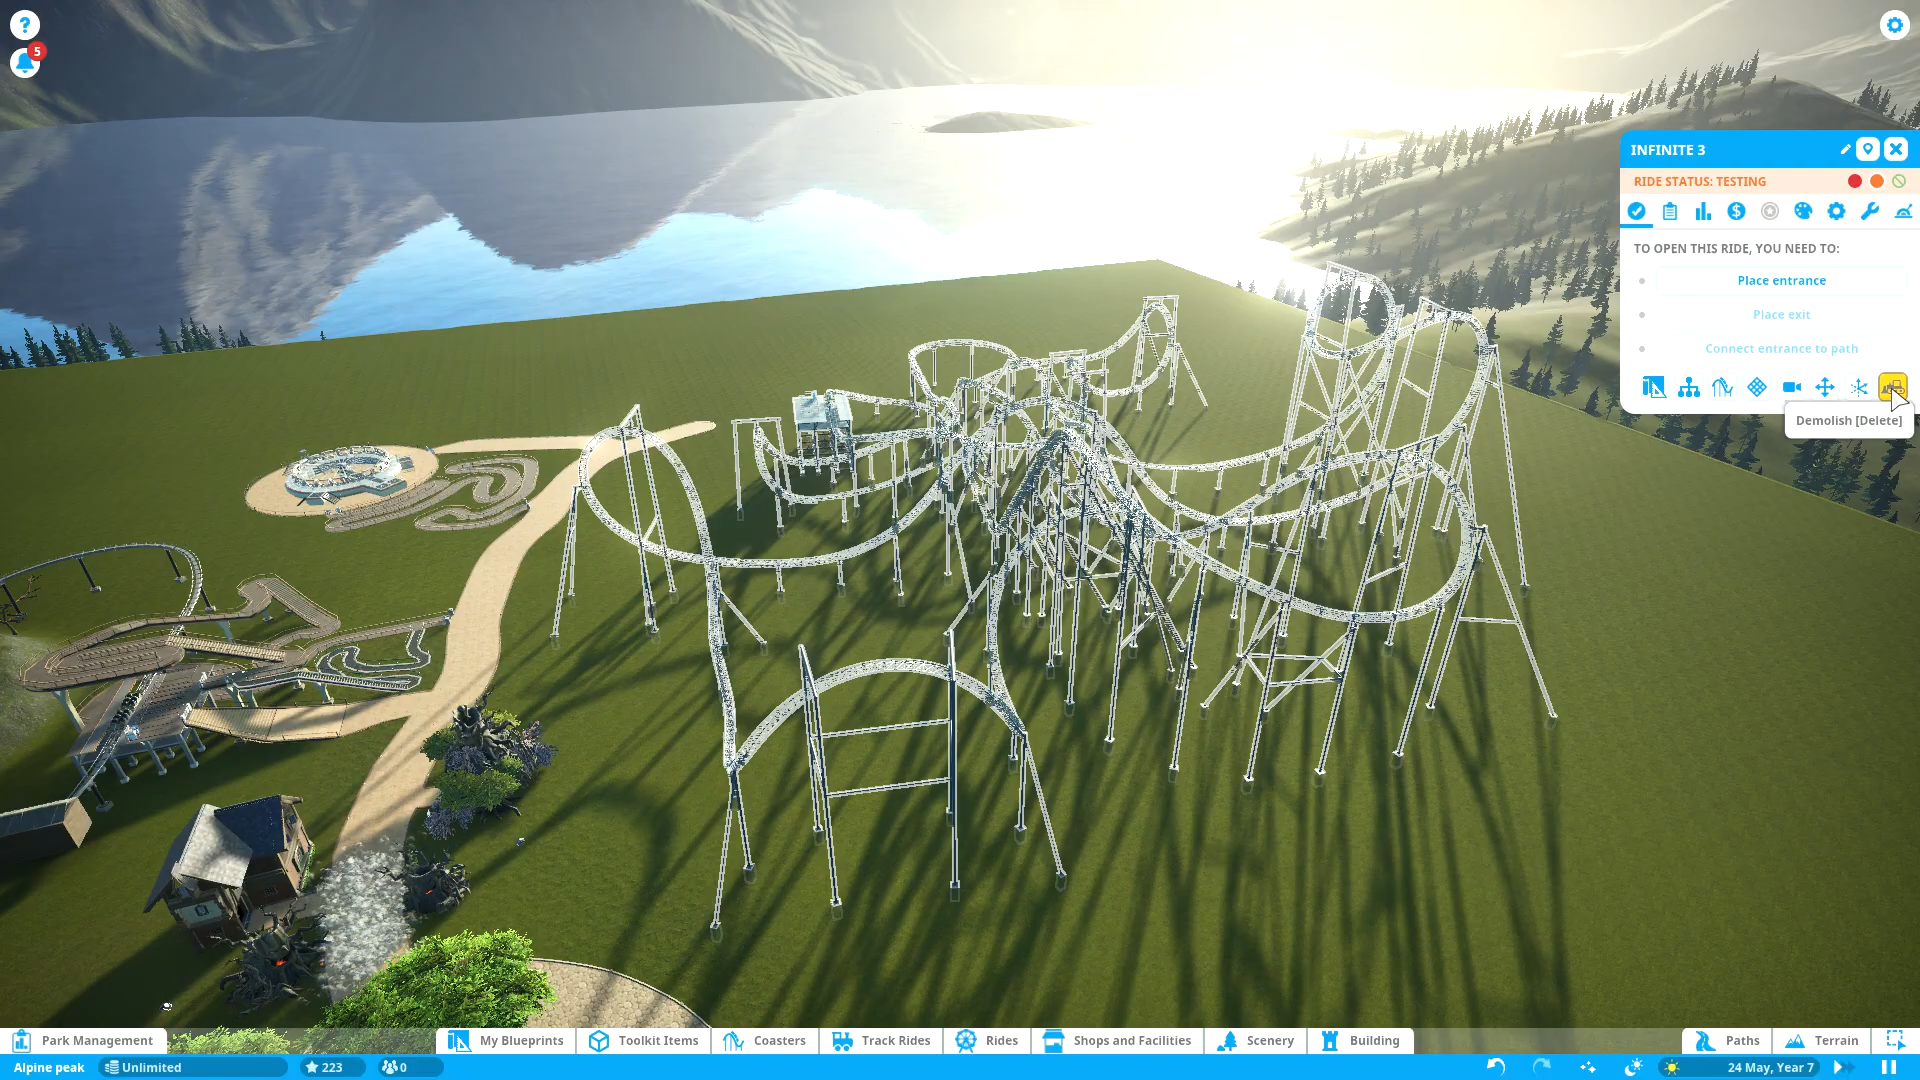 ?
5
INFINITE 3
RIDE STATUS: TESTING
TO OPEN THIS RIDE, YOU NEED TO:
Place entrance
Place exit
Connect entrance to path
Demolish [Delete]
Park Management
My Blueprints
Toolkit Items
Coasters
Track Rides
Rides
Shops and Facilities
Scenery
Building
Paths
Terrain
Alpine peak
Unlimited
223
0
24 May, Year 7